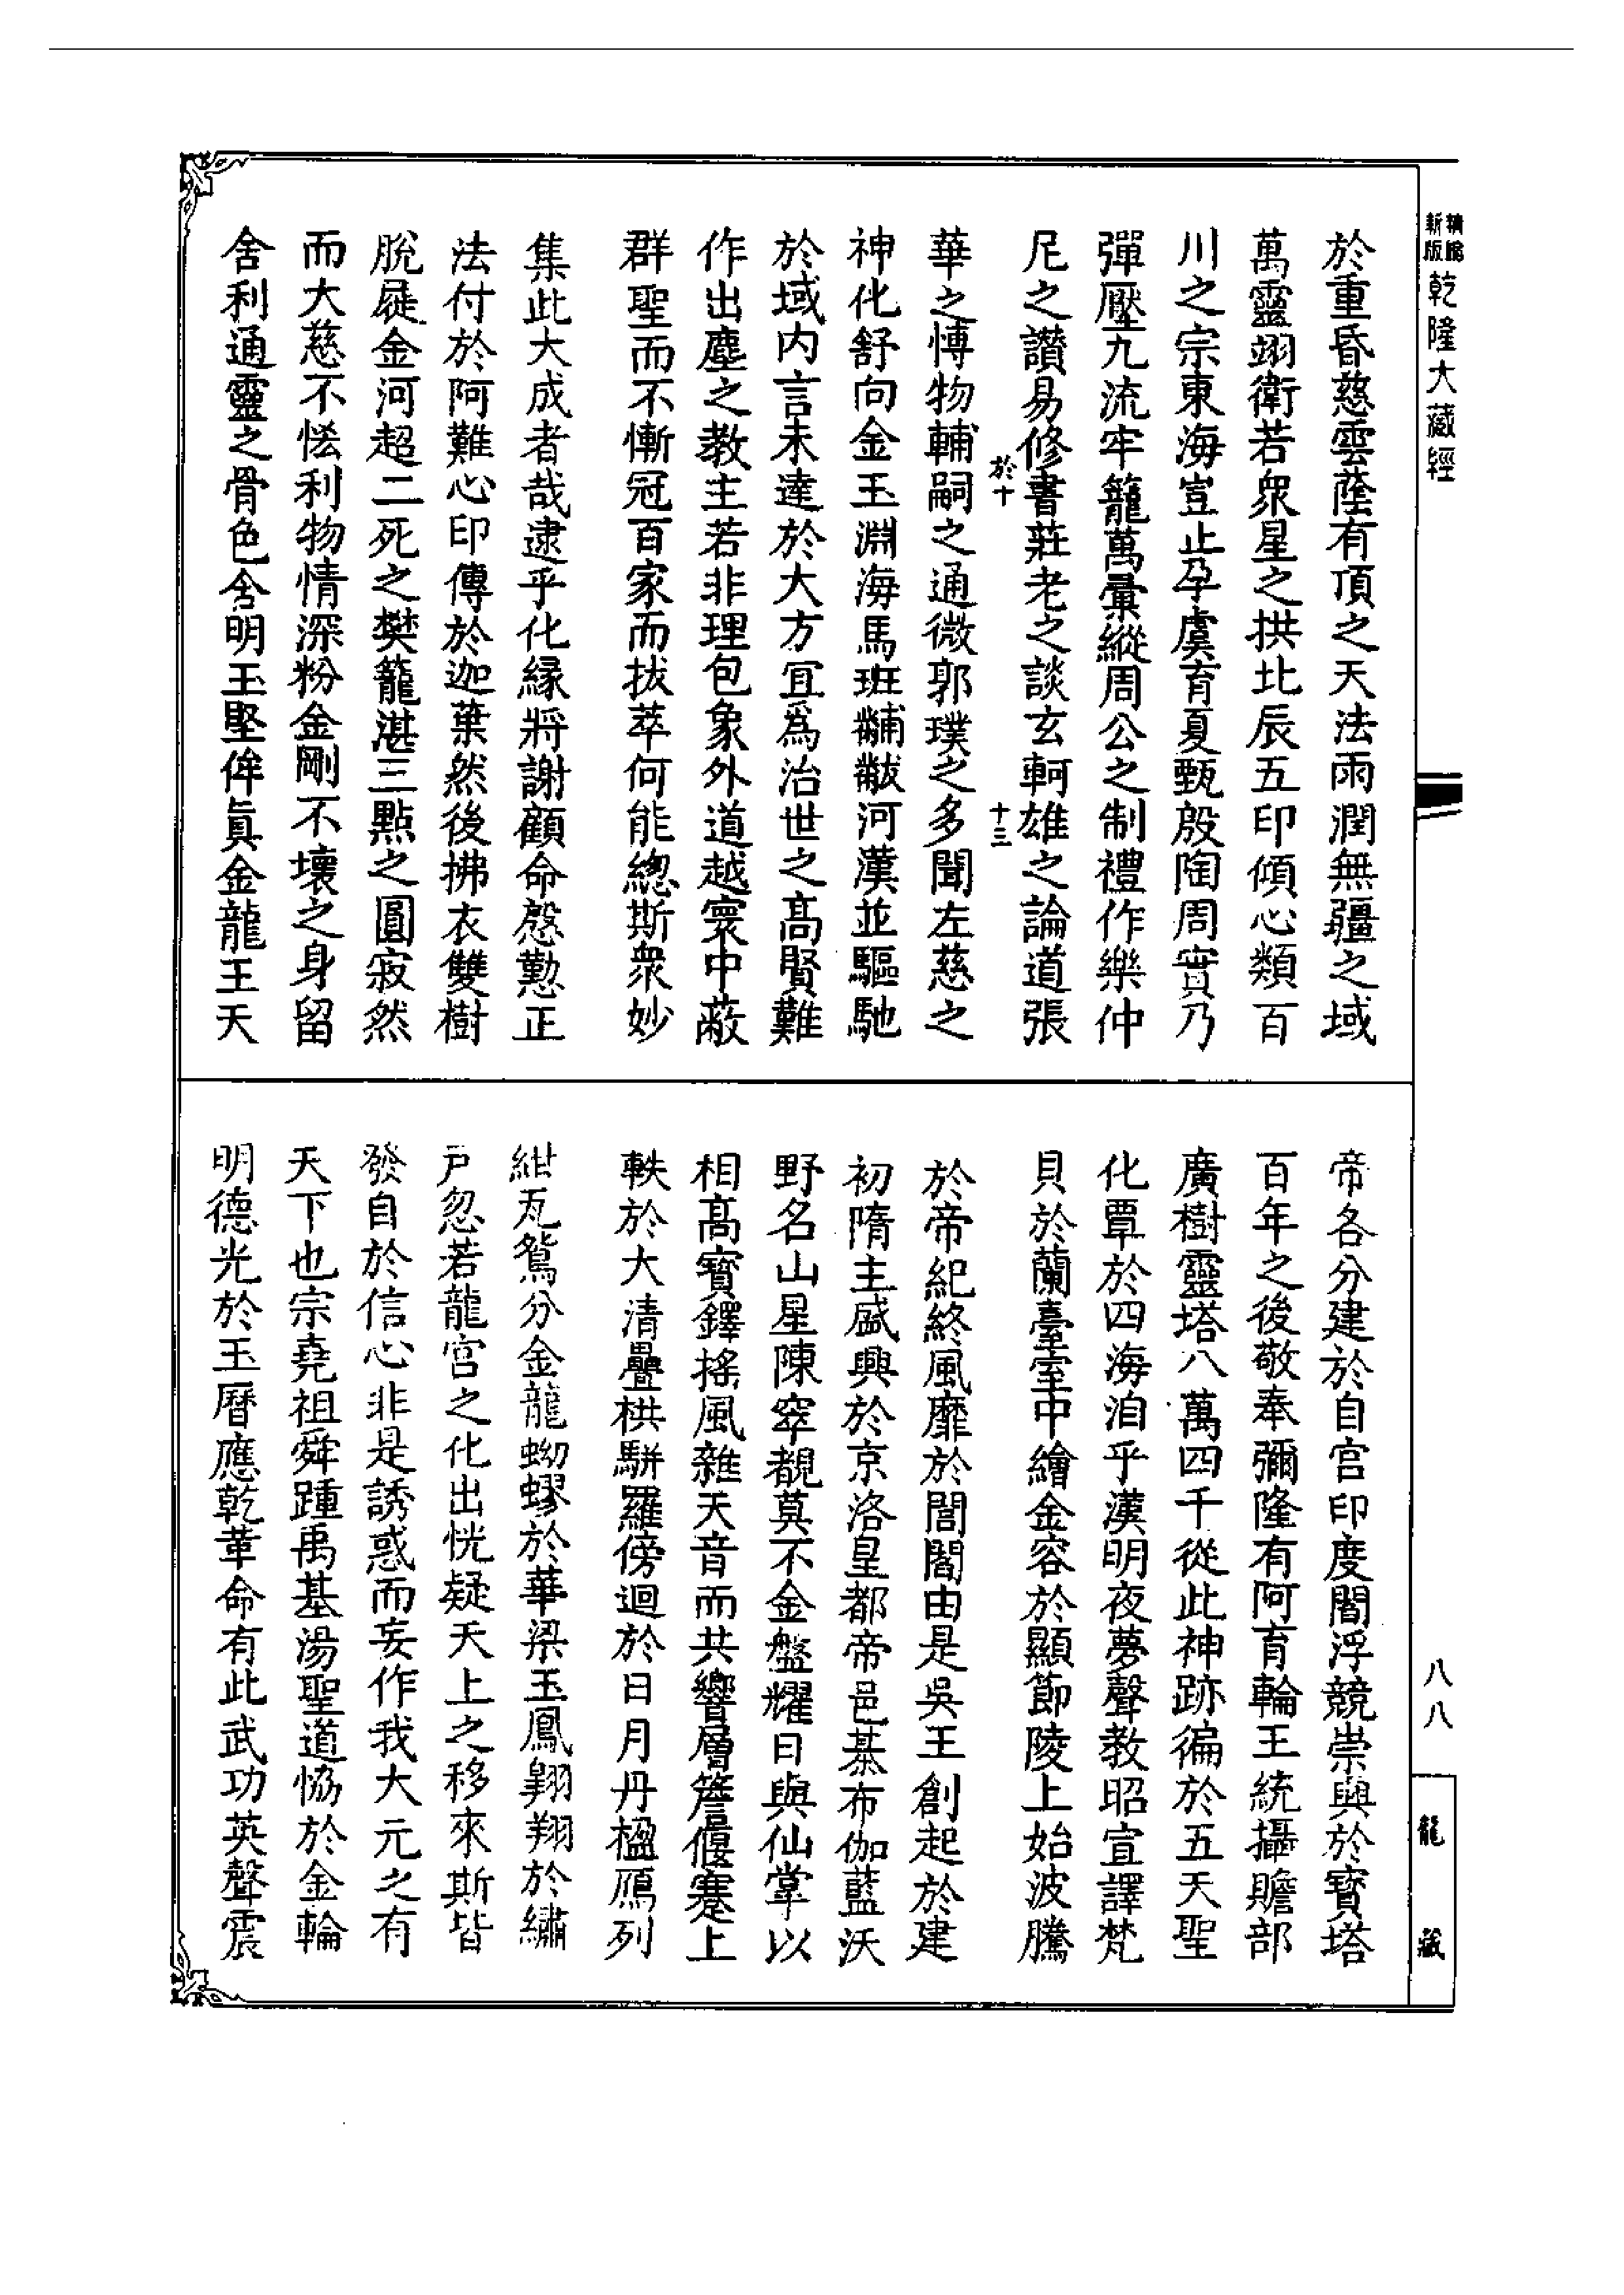 精縮新版乾隆大藏經
於重昏慈雲蔭有頂之天法雨潤無疆之域
萬靈翊衛若衆星之拱北辰五印傾心類百
川之宗東海豈止孕虞育夏甄殷陶周實乃
彈壓九流牢籠萬彙縱周公之制禮作樂仲
尼之讚易修書莊老之談玄軻雄之論道張
於十 十三
華之博物輔嗣之通微郭璞之多聞左慈之
神化舒向金玉淵海馬班黼黻河漢並驅馳
於域内言未達於大方冝爲治世之髙賢難
作出塵之教主若非理包象外道越寰中蔽
群聖而不慚冠百家而拔萃何能緫斯衆妙
集此大成者哉逮乎化縁將謝顧命慇懃正
法付於阿難心印傳於迦葉然後拂衣雙樹
脫屣金河超二死之樊籠湛三點之圓寂然
而大慈不恡利物情深粉金剛不壞之身留
舍利通靈之骨色含明玉堅侔眞金龍王天
帝各分建於自宫印度閻浮競崇興於寳塔
百年之後敬奉彌隆有阿育輪王統攝贍部
廣樹靈塔八萬四千從此神跡徧於五天聖
化覃於四海洎乎漢明夜夢聲教昭宣譯梵
貝於蘭臺室中繪金容於顯節陵上始波騰
於帝紀終風靡於閭閻由是吳王創起於建
初隋主盛興於京洛皇都帝邑棊布伽藍沃
野名山星陳窣覩莫不金盤耀日與仙掌以
相髙寳鐸搖風雜天音而共響層簷偃蹇上
軼於大清疊栱駢羅傍迴於日月丹楹鴈列
紺瓦鴛分金龍蚴蟉於華梁玉鳳翺翔於繡
戸忽若龍宫之化出恍疑天上之移來斯皆
發自於信心非是誘惑而妄作我大元之有
天下也宗堯祖舜踵禹基湯聖道恊於金輪
明德光於玉曆應乾革命有此武功英聲震
八八
龍藏